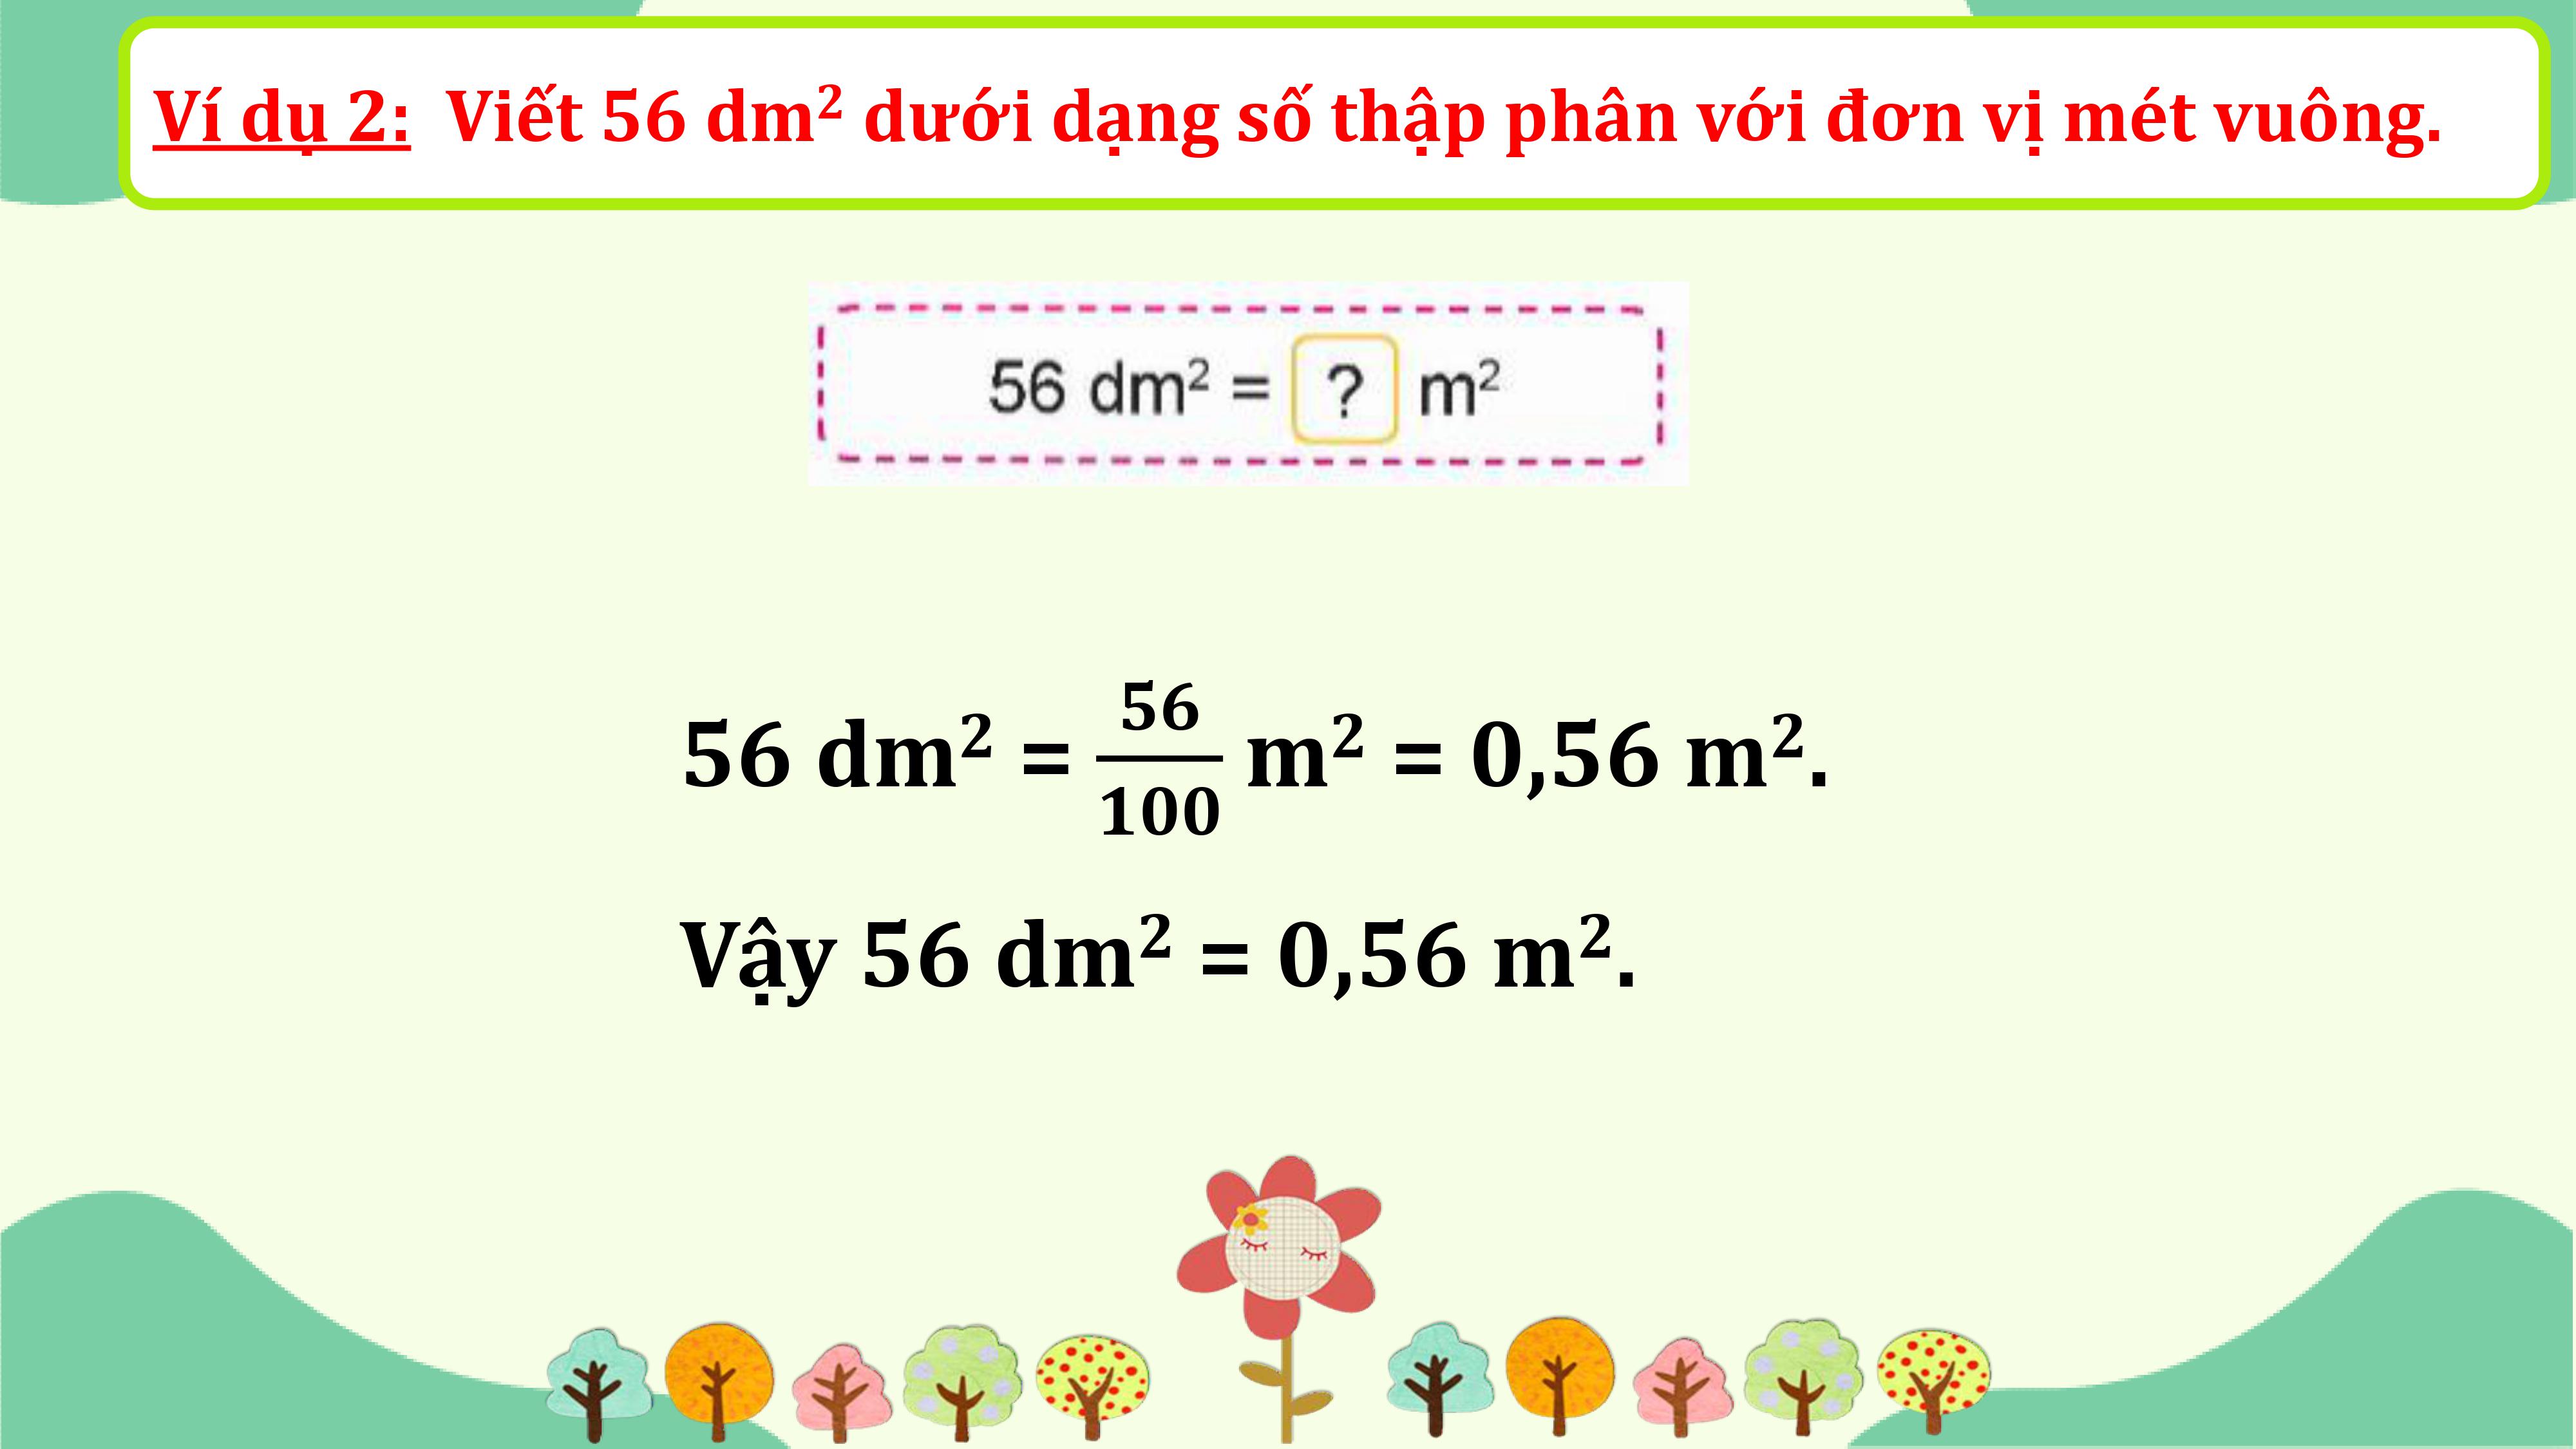 Ví dụ 2: Viết 56 dm² dưới dạng số thập phân với đơn vị mét vuông.
56 dm² = ? m²
56 dm² = 56/100 m² = 0,56 m².
Vậy 56 dm² = 0,56 m².